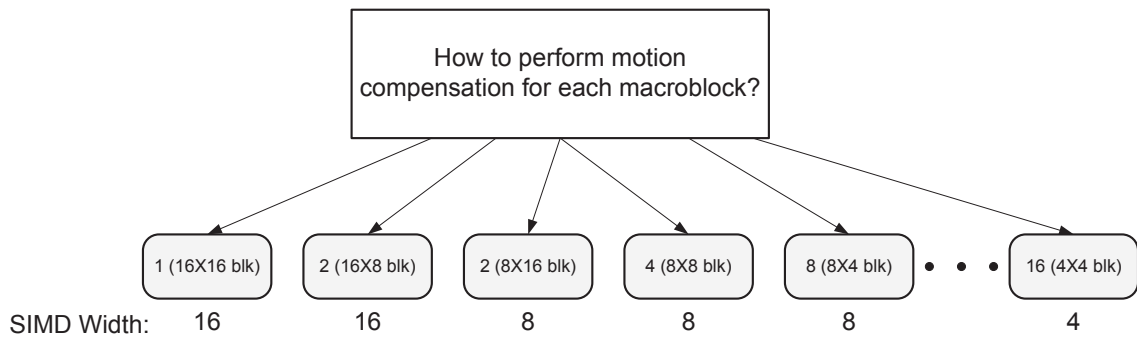 How to perform motion
compensation for each macroblock?
1 (16X16 blk)
2 (16X8 blk)
2 (8X16 blk)
4 (8X8 blk)
8 (8X4 blk)
16 (4X4 blk)
SIMD Width: 16 16 8 8 8 4